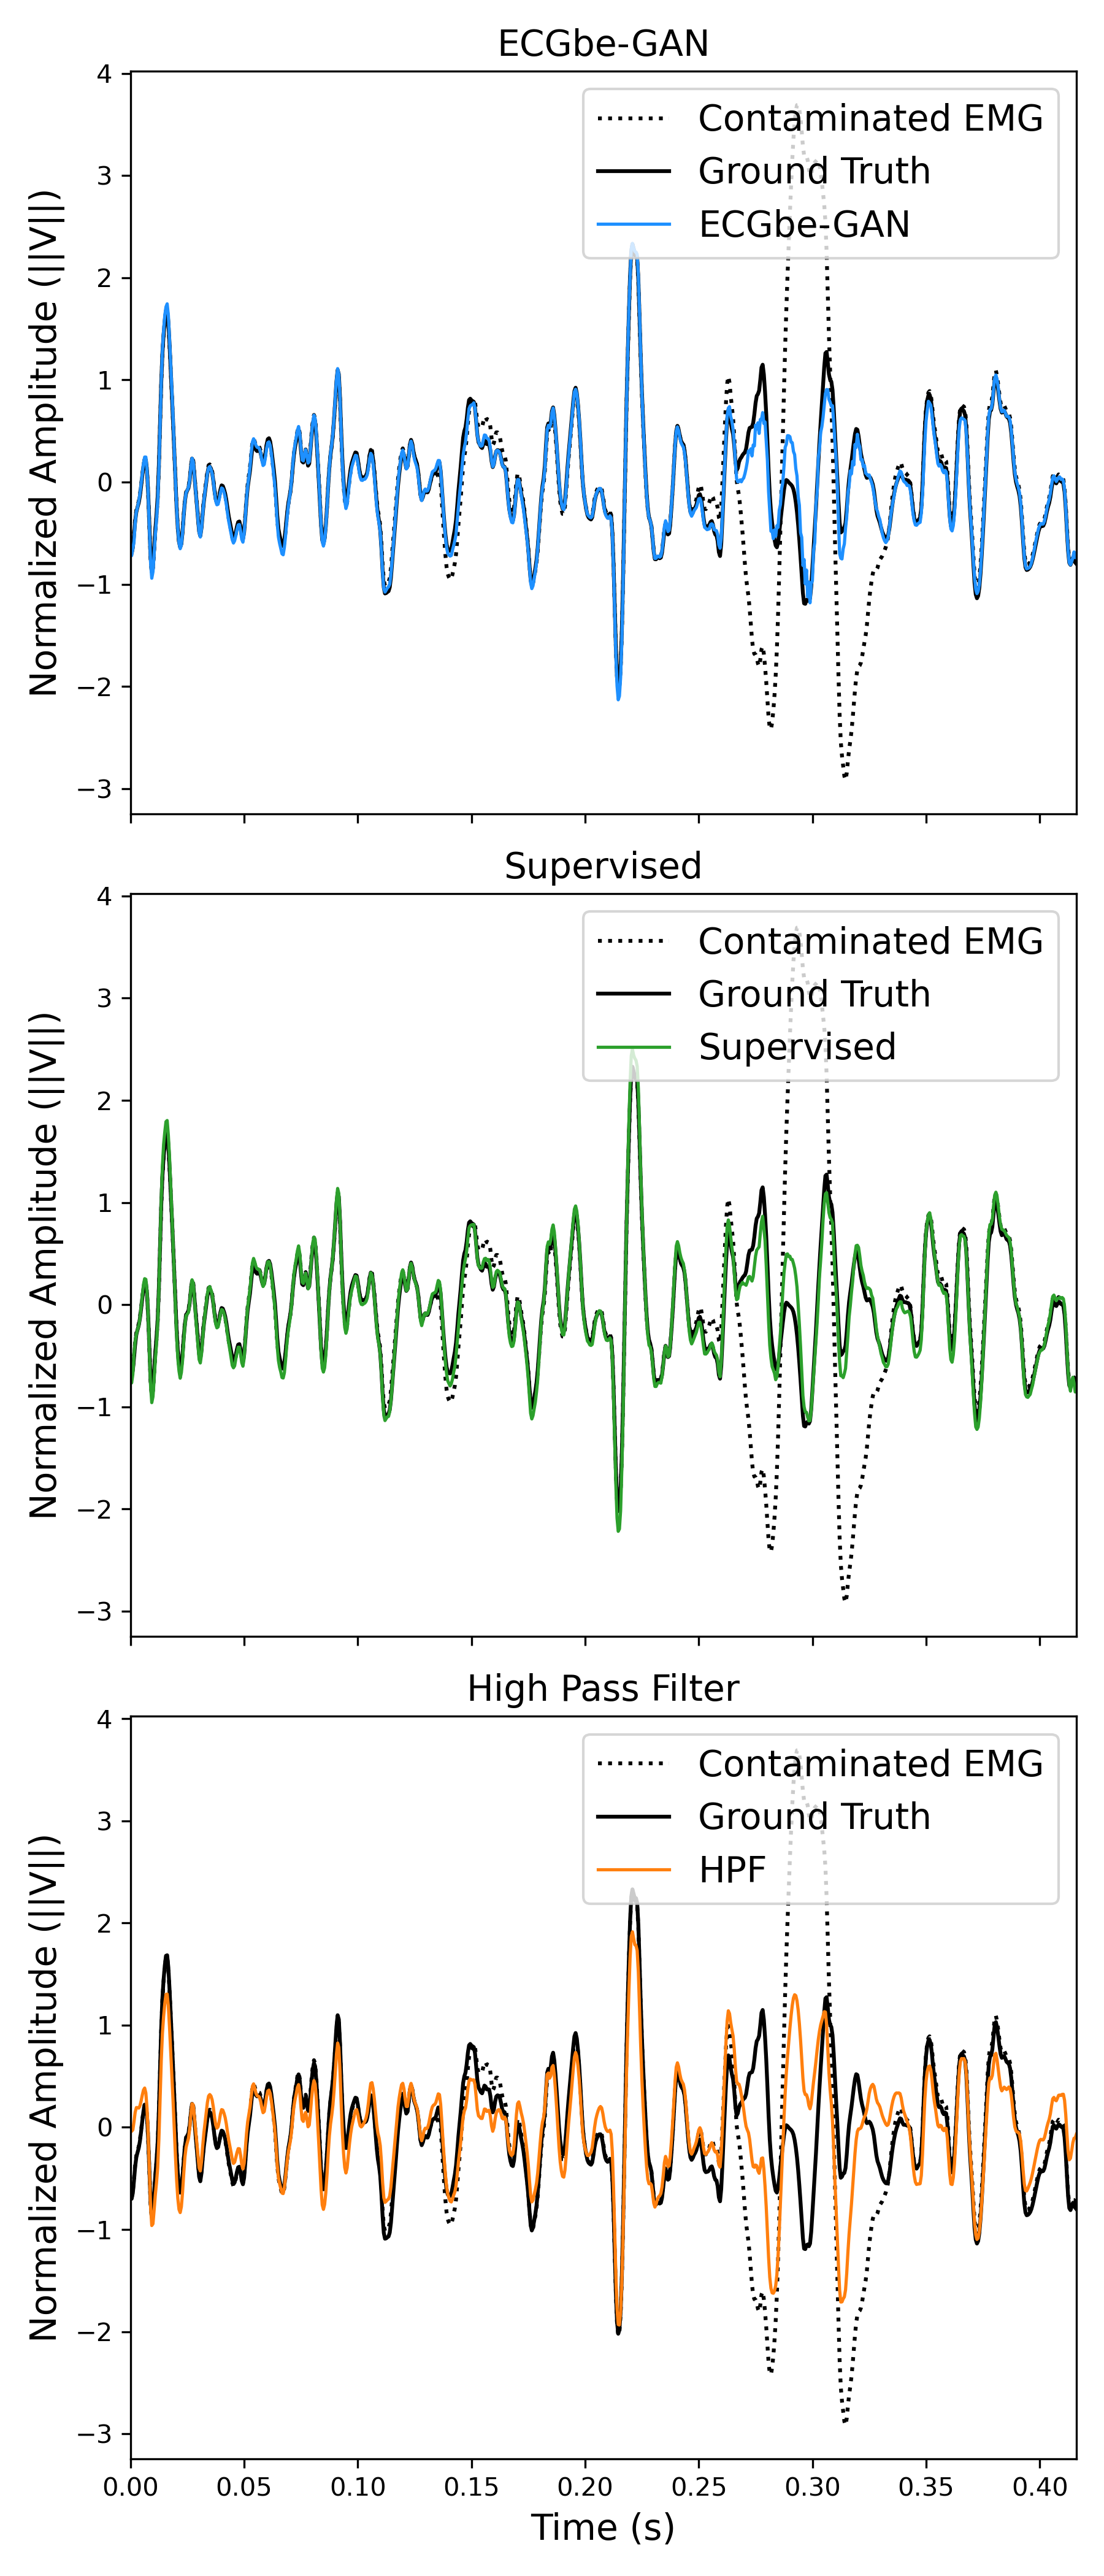 ECGbe-GAN
4
3
2
1
0
−1
−2
−3
Normalized Amplitude (||V||)
Contaminated EMG
Ground Truth
ECGbe-GAN
Supervised
4
3
2
1
0
−1
−2
−3
Normalized Amplitude (||V||)
Contaminated EMG
Ground Truth
Supervised
High Pass Filter
4
3
2
1
0
−1
−2
−3
Normalized Amplitude (||V||)
Contaminated EMG
Ground Truth
HPF
0.00 0.05 0.10 0.15 0.20 0.25 0.30 0.35 0.40
Time (s)